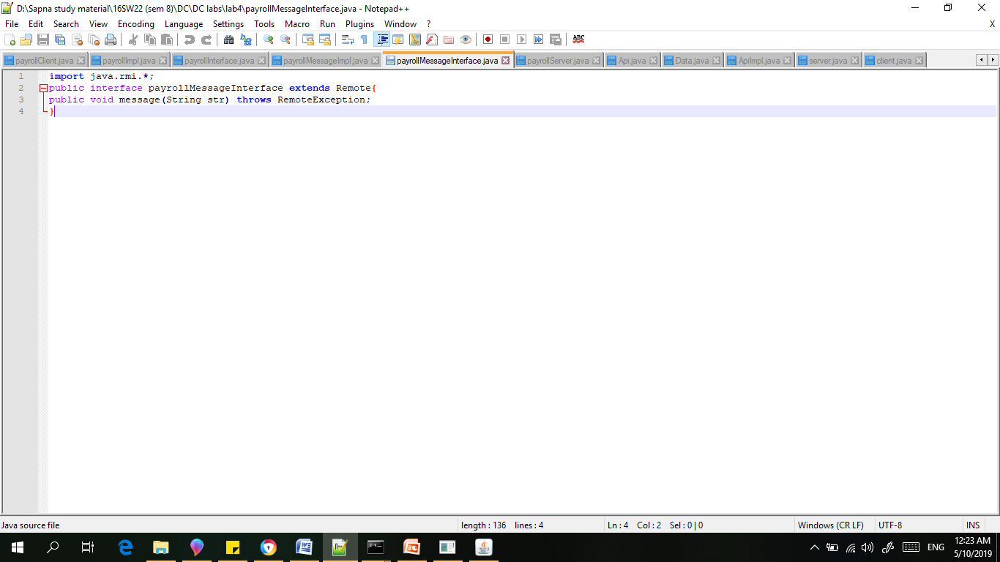 D:\Sapna study material\16SW22 (sem 8)\DC\DC labs\lab4\payrollMessageInterface.java - Notepad++
File Edit Search View Encoding Language Settings Tools Macro Run Plugins Window ? X
ABC
payrollClient.java payrollImpl.java payrollInterface.java payrollMessageImpl.java payrollMessageInterface.java payrollServer.java Api.java Data.java ApiImpl.java server.java client.java
1 import java.rmi.*;
2 public interface payrollMessageInterface extends Remote{
3 public void message(String str) throws RemoteException;
4 }
Java source file length : 136 lines : 4 Ln : 4 Col : 2 Sel : 0 | 0 Windows (CR LF) UTF-8 INS
ENG
12:23 AM
5/10/2019